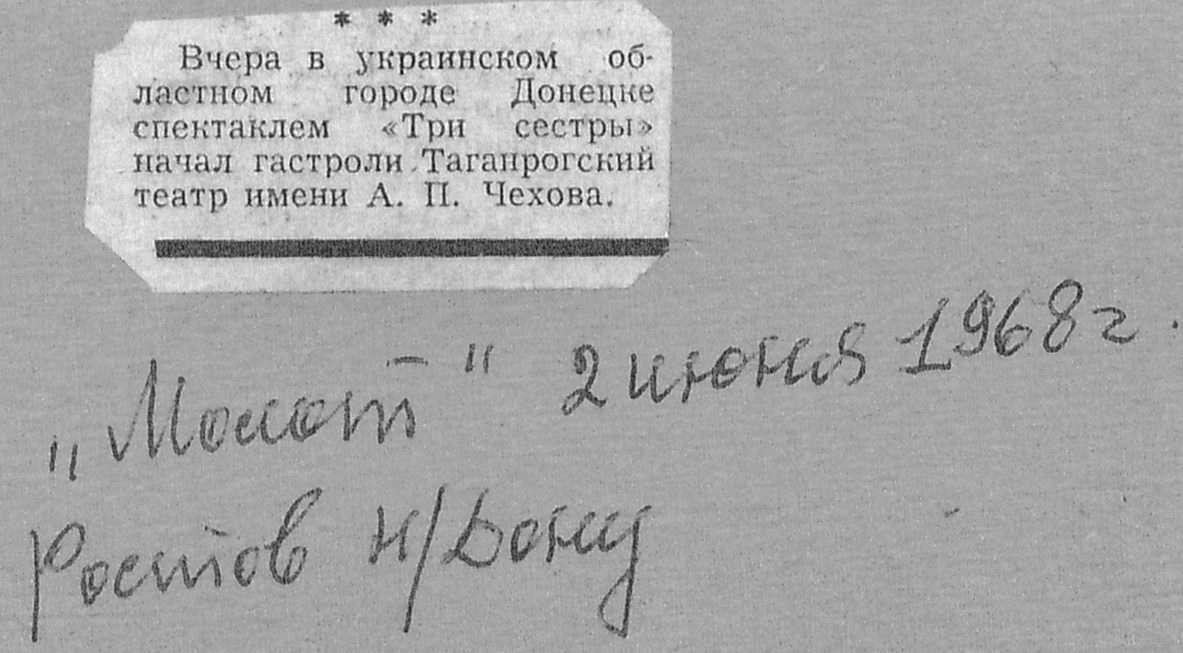 * * *
Вчера в украинском об-
ластном городе Донецке
спектаклем «Три сестры»
начал гастроли Таганрогский
театр имени А. П. Чехова.
„Молот" 2 июня 1968 г.
Ростов н/Дону